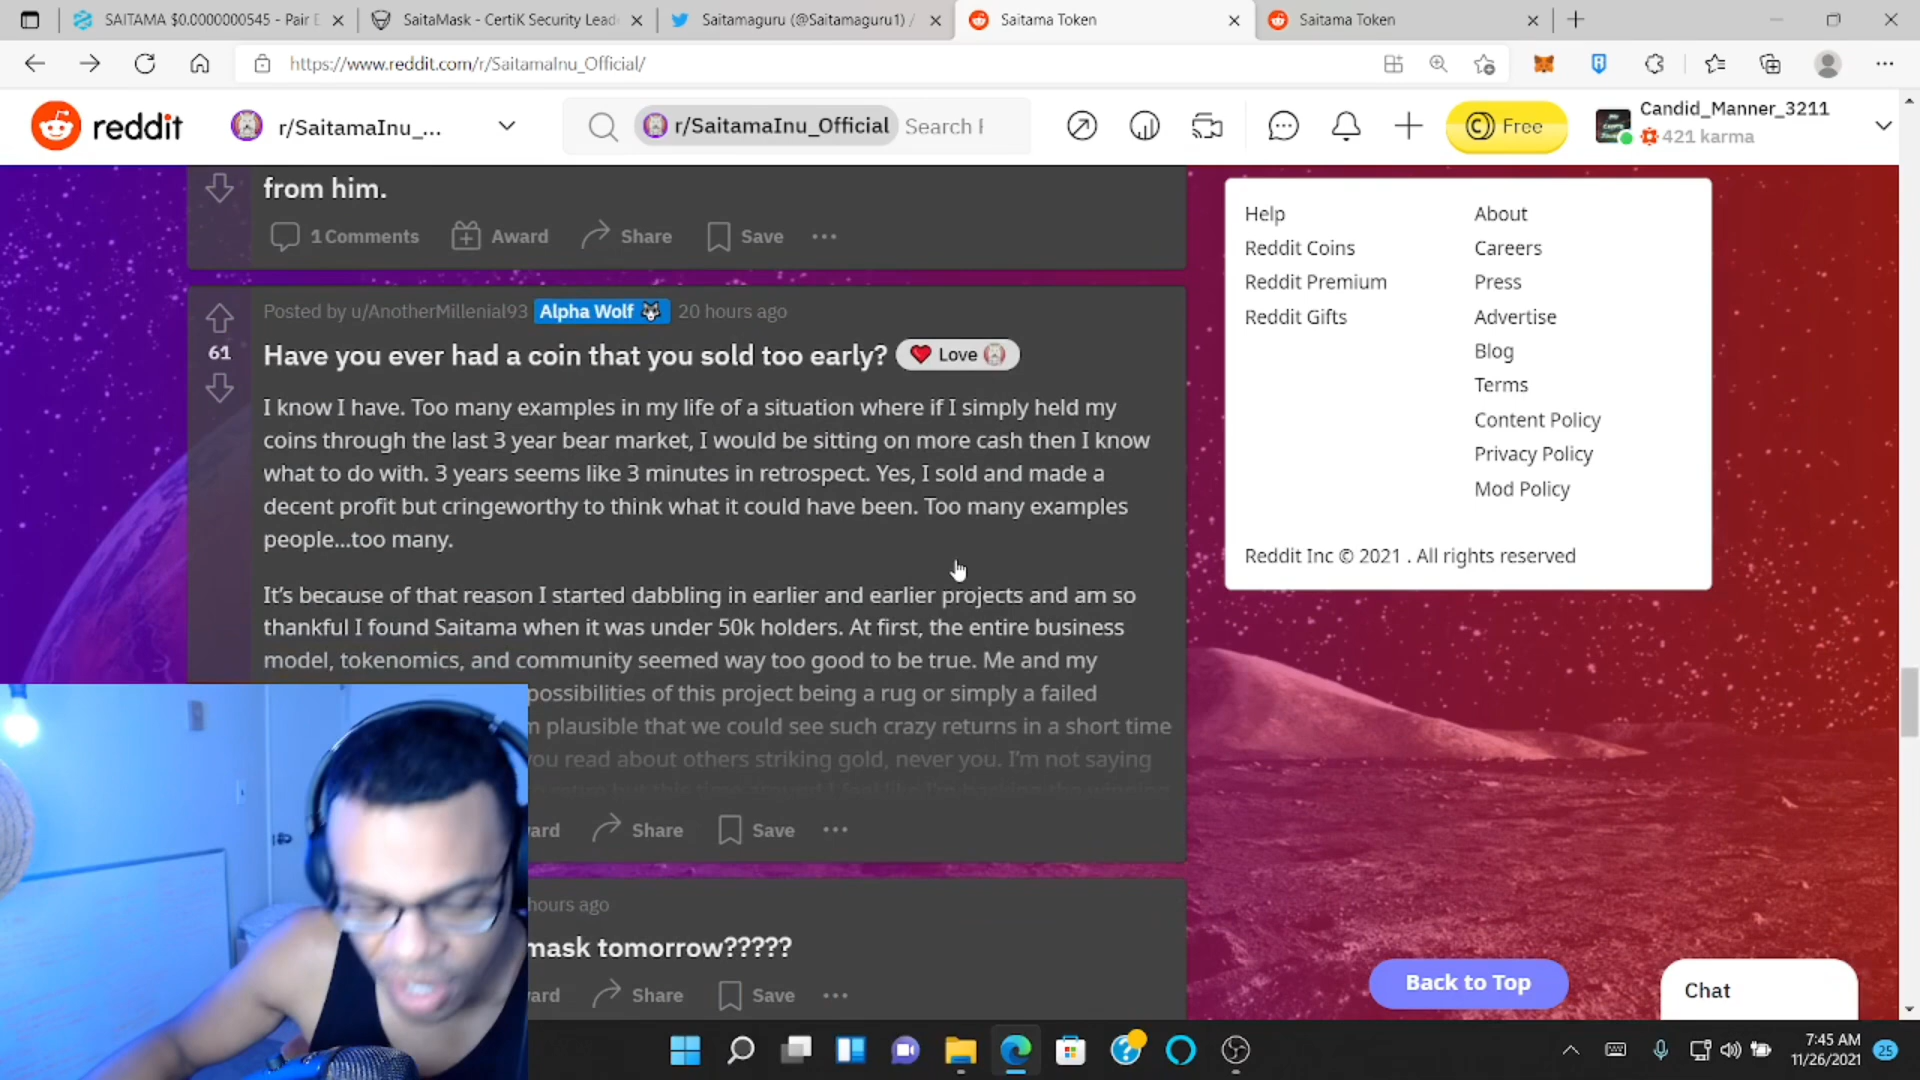 SAITAMA $0.0000000545 - Pair E
SaitaMask - CertiK Security Lead
Saitamaguru (@Saitamaguru1) /
Saitama Token
Saitama Token
https://www.reddit.com/r/SaitamaInu_Official/
reddit
r/SaitamaInu_...
r/SaitamaInu_Official
Search
Free
Candid_Manner_3211
421 karma
from him.
1 Comments
Award
Share
Save
Posted by u/AnotherMillenial93
Alpha Wolf
20 hours ago
61
Have you ever had a coin that you sold too early?
Love
I know I have. Too many examples in my life of a situation where if I simply held my
coins through the last 3 year bear market, I would be sitting on more cash then I know
what to do with. 3 years seems like 3 minutes in retrospect. Yes, I sold and made a
decent profit but cringeworthy to think what it could have been. Too many examples
people...too many.
It's because of that reason I started dabbling in earlier and earlier projects and am so
thankful I found Saitama when it was under 50k holders. At first, the entire business
model, tokenomics, and community seemed way too good to be true. Me and my
possibilities of this project being a rug or simply a failed
plausible that we could see such crazy returns in a short time
you read about others striking gold, never you. I'm not saying
ard
Share
Save
hours ago
mask tomorrow?????
ard
Share
Save
Help
Reddit Coins
Reddit Premium
Reddit Gifts
About
Careers
Press
Advertise
Blog
Terms
Content Policy
Privacy Policy
Mod Policy
Reddit Inc © 2021 . All rights reserved
Back to Top
Chat
7:45 AM
11/26/2021
25